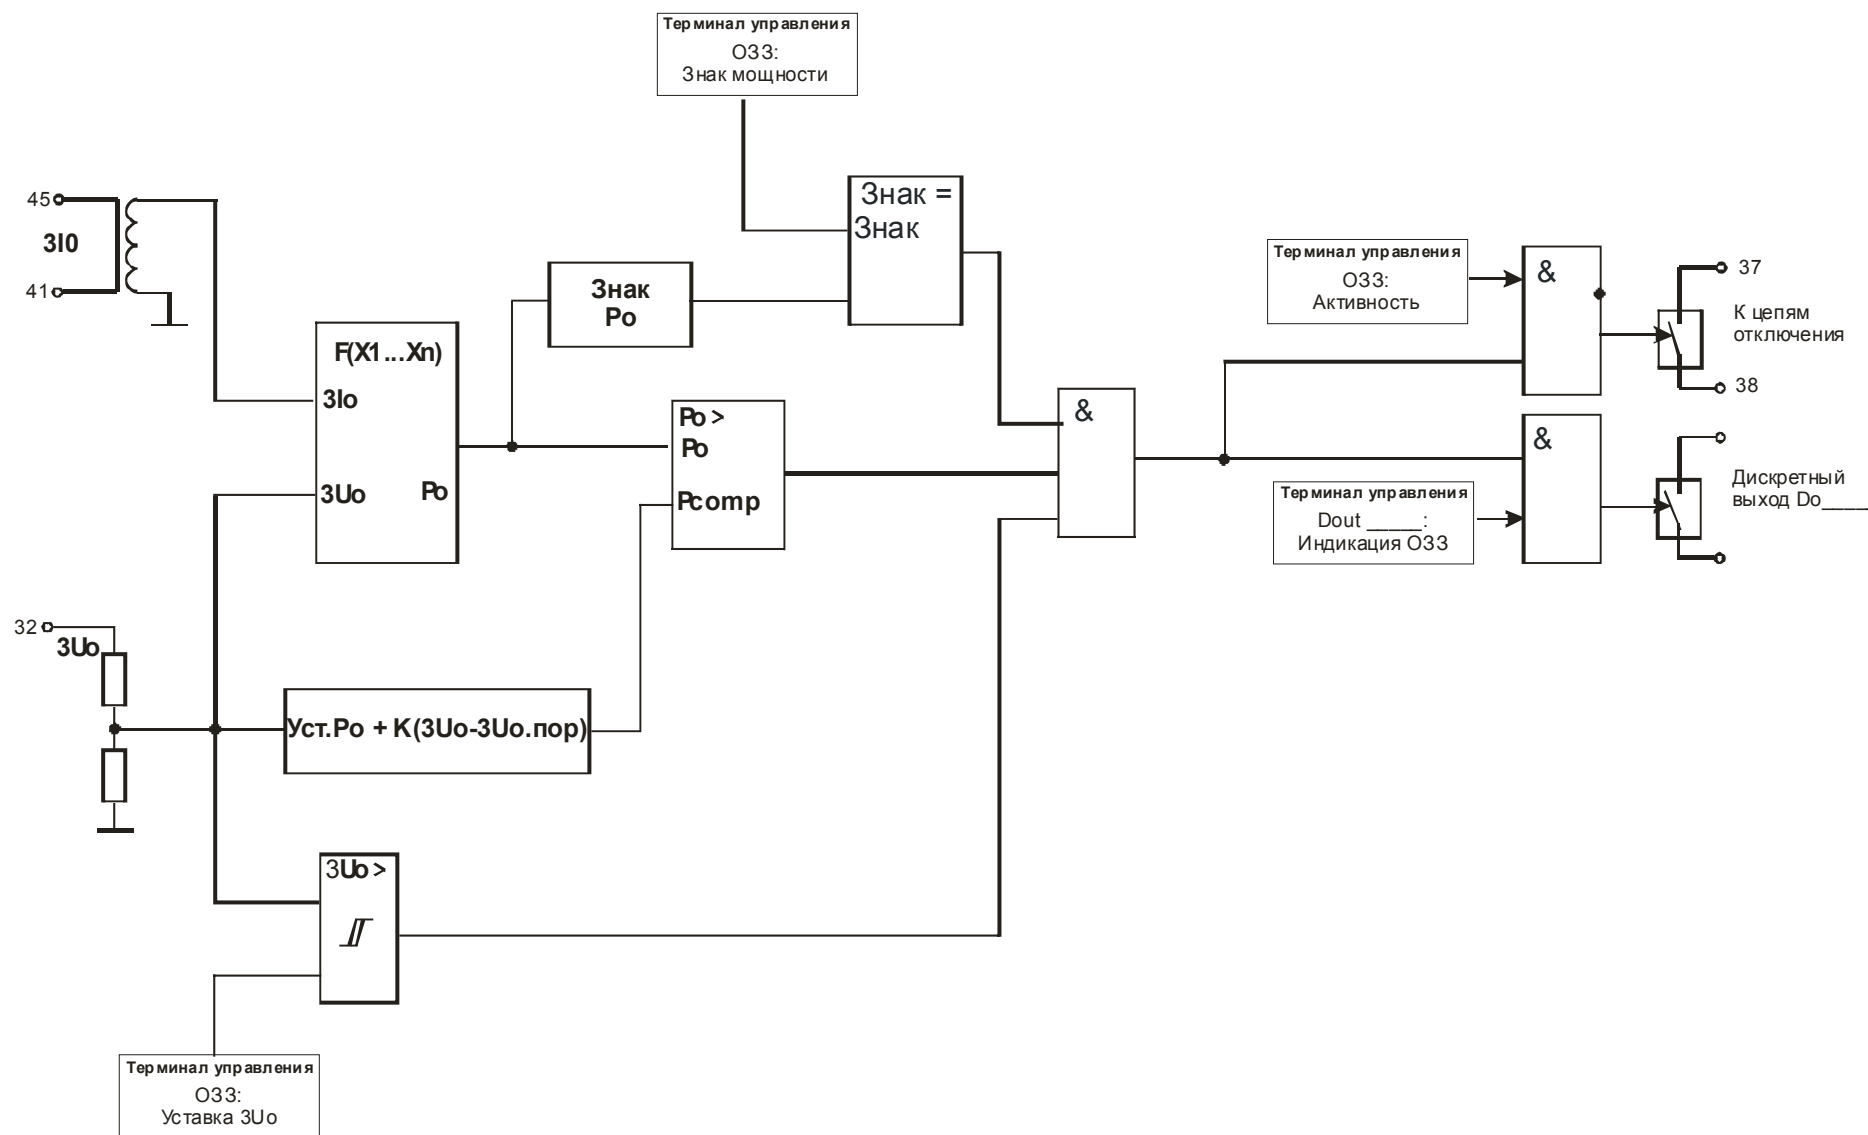 Терминал управления
ОЗЗ:
Знак мощности
45
3I0
41
Знак =
Знак
Знак
Po
F(X1...Xn)
3Io
3Uo
Po
Po >
Po
Pcomp
&
Терминал управления
ОЗЗ:
Активность
&
37
К цепям
отключения
38
&
Терминал управления
Dout _____:
Индикация ОЗЗ
Дискретный
выход Do____
32
3Uo
Уст.Po + K(3Uo-3Uo.пор)
3Uo >
Терминал управления
ОЗЗ:
Уставка 3Uo